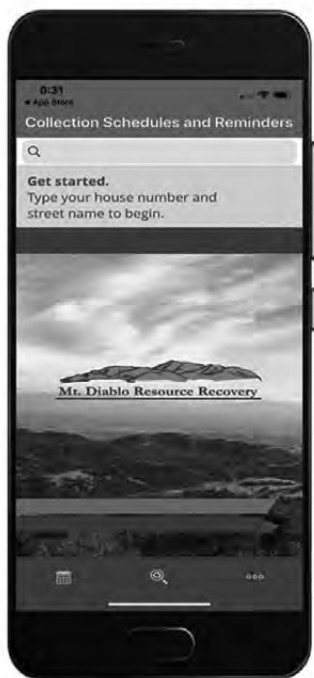 8:31
◀ App Store
Collection Schedules and Reminders
Get started.
Type your house number and
street name to begin.
Mt. Diablo Resource Recovery